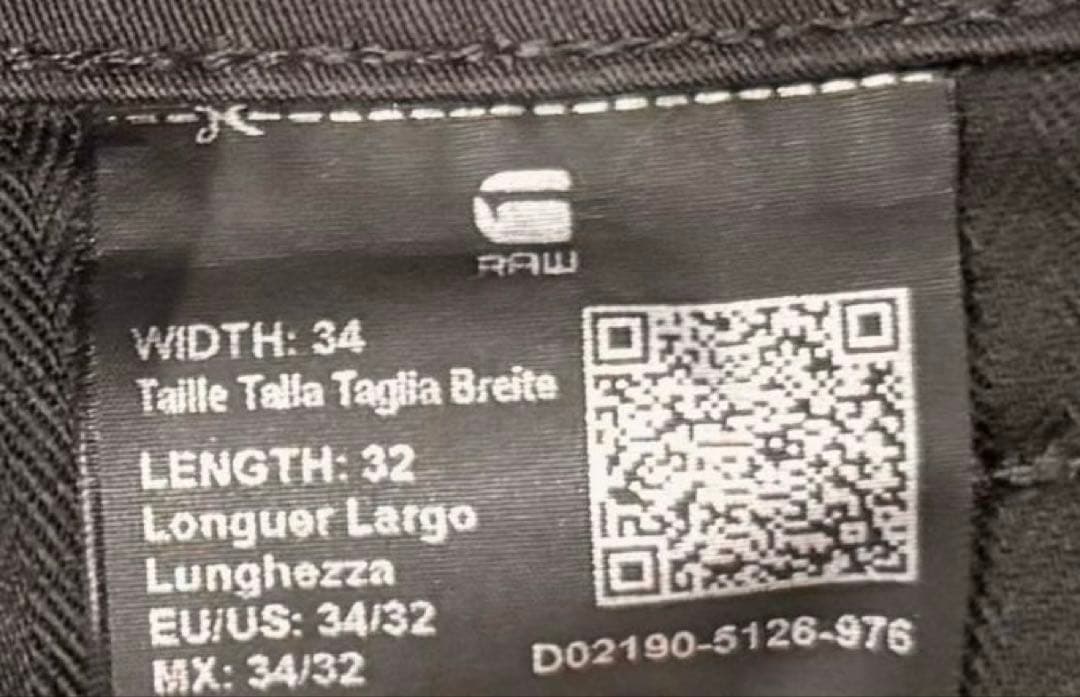 RAW
WIDTH: 34
Taille Talla Taglia Breite
LENGTH: 32
Longuer Largo
Lunghezza
EU/US: 34/32
MX: 34/32
D02190-5126-976